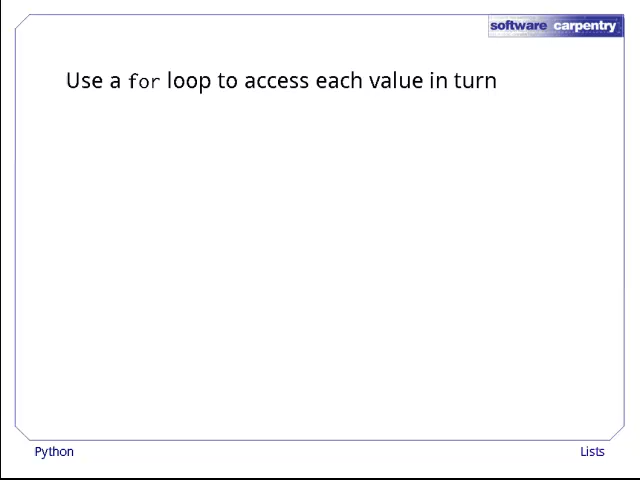 software carpentry
Use a for loop to access each value in turn
Python
Lists